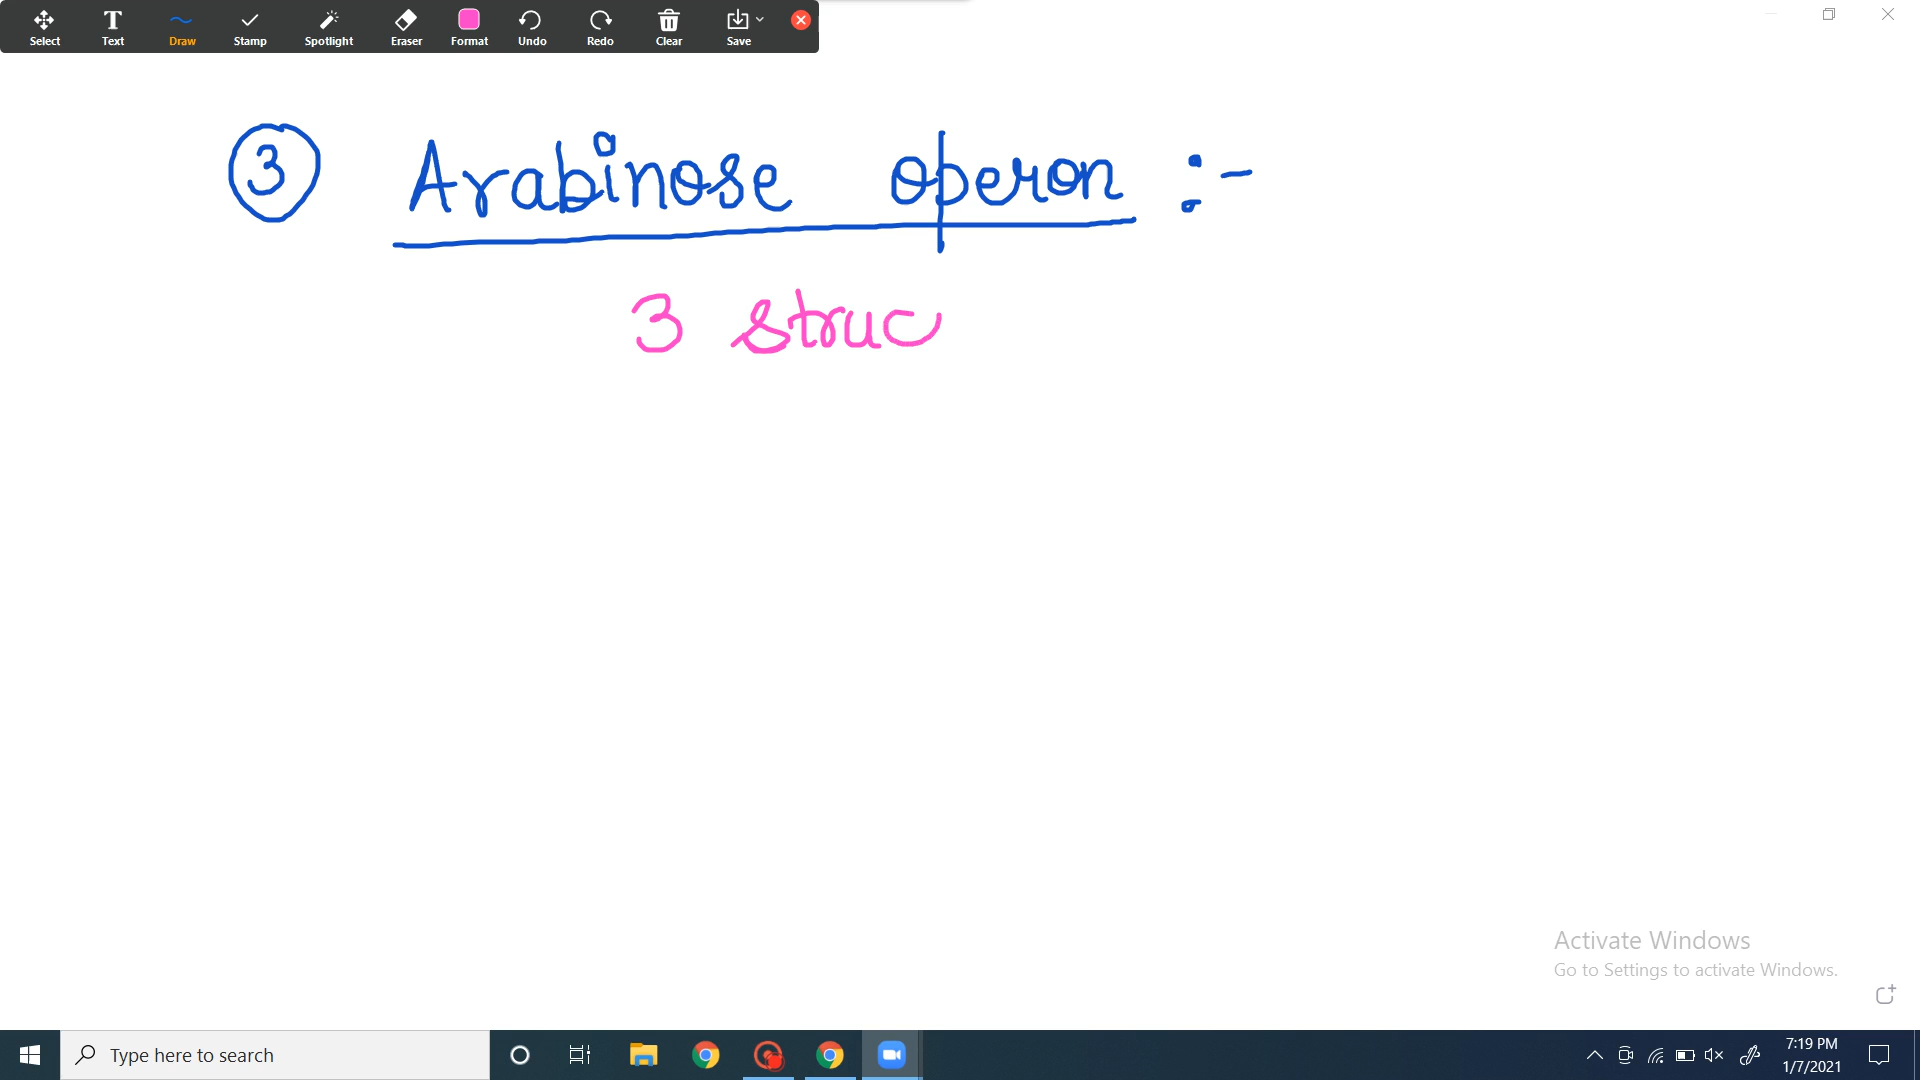 Select Text Draw Stamp Spotlight Eraser Format Undo Redo Clear Save
3 Arabinose operon :-
3 struc
Activate Windows
Go to Settings to activate Windows.
Type here to search
7:19 PM
1/7/2021